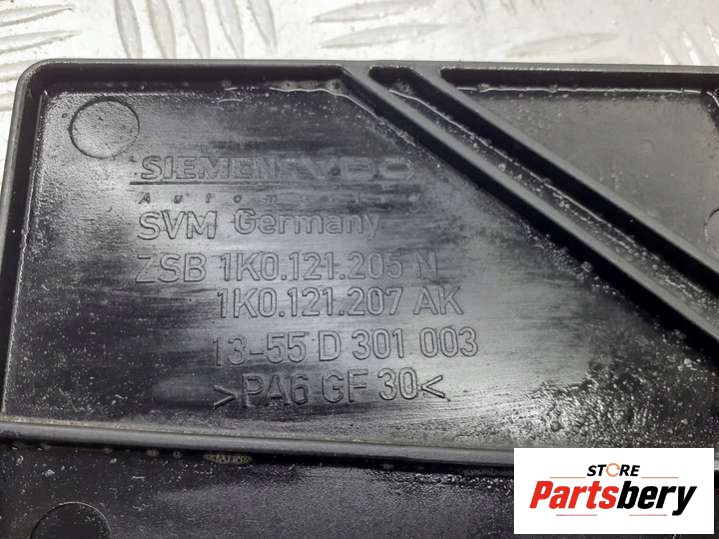 SIEMENS VDO
Automotive
SVM Germany
ZSB 1K0.121.205 N
1K0.121.207 AK
13-55 D 301 003
>PA6 GF 30<
STORE
Partsbery